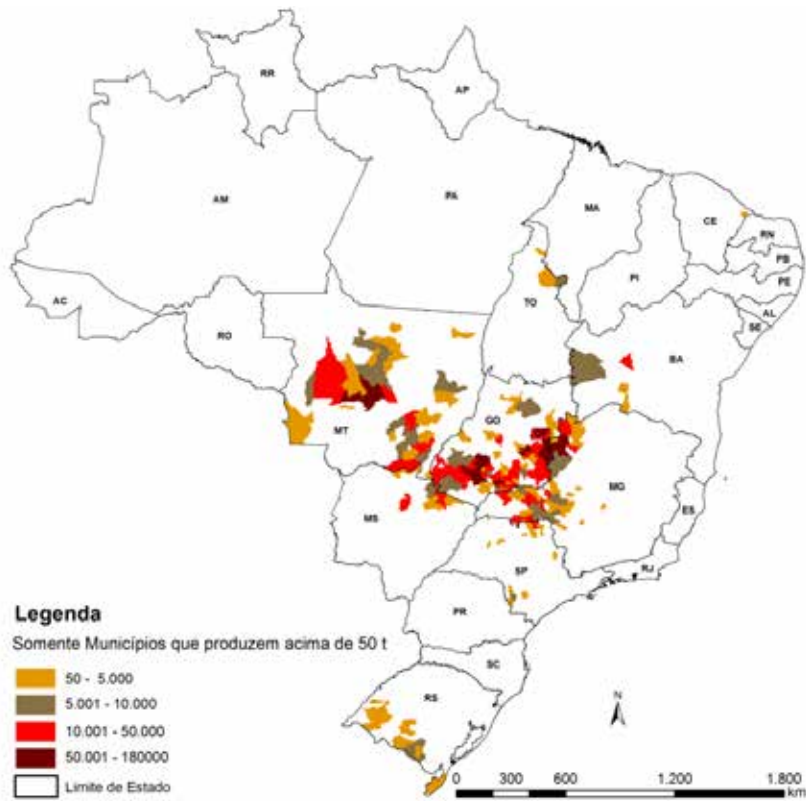 RR
AP
AM
PA
MA
CE
RN
PB
PE
AL
SE
PI
TO
AC
RO
BA
MT
GO
MG
ES
MS
SP
RJ
PR
SC
RS
Legenda
Somente Municípios que produzem acima de 50 t
50 - 5.000
5.001 - 10.000
10.001 - 50.000
50.001 - 180000
Limite de Estado
N
0 300 600 1.200 1.800
km